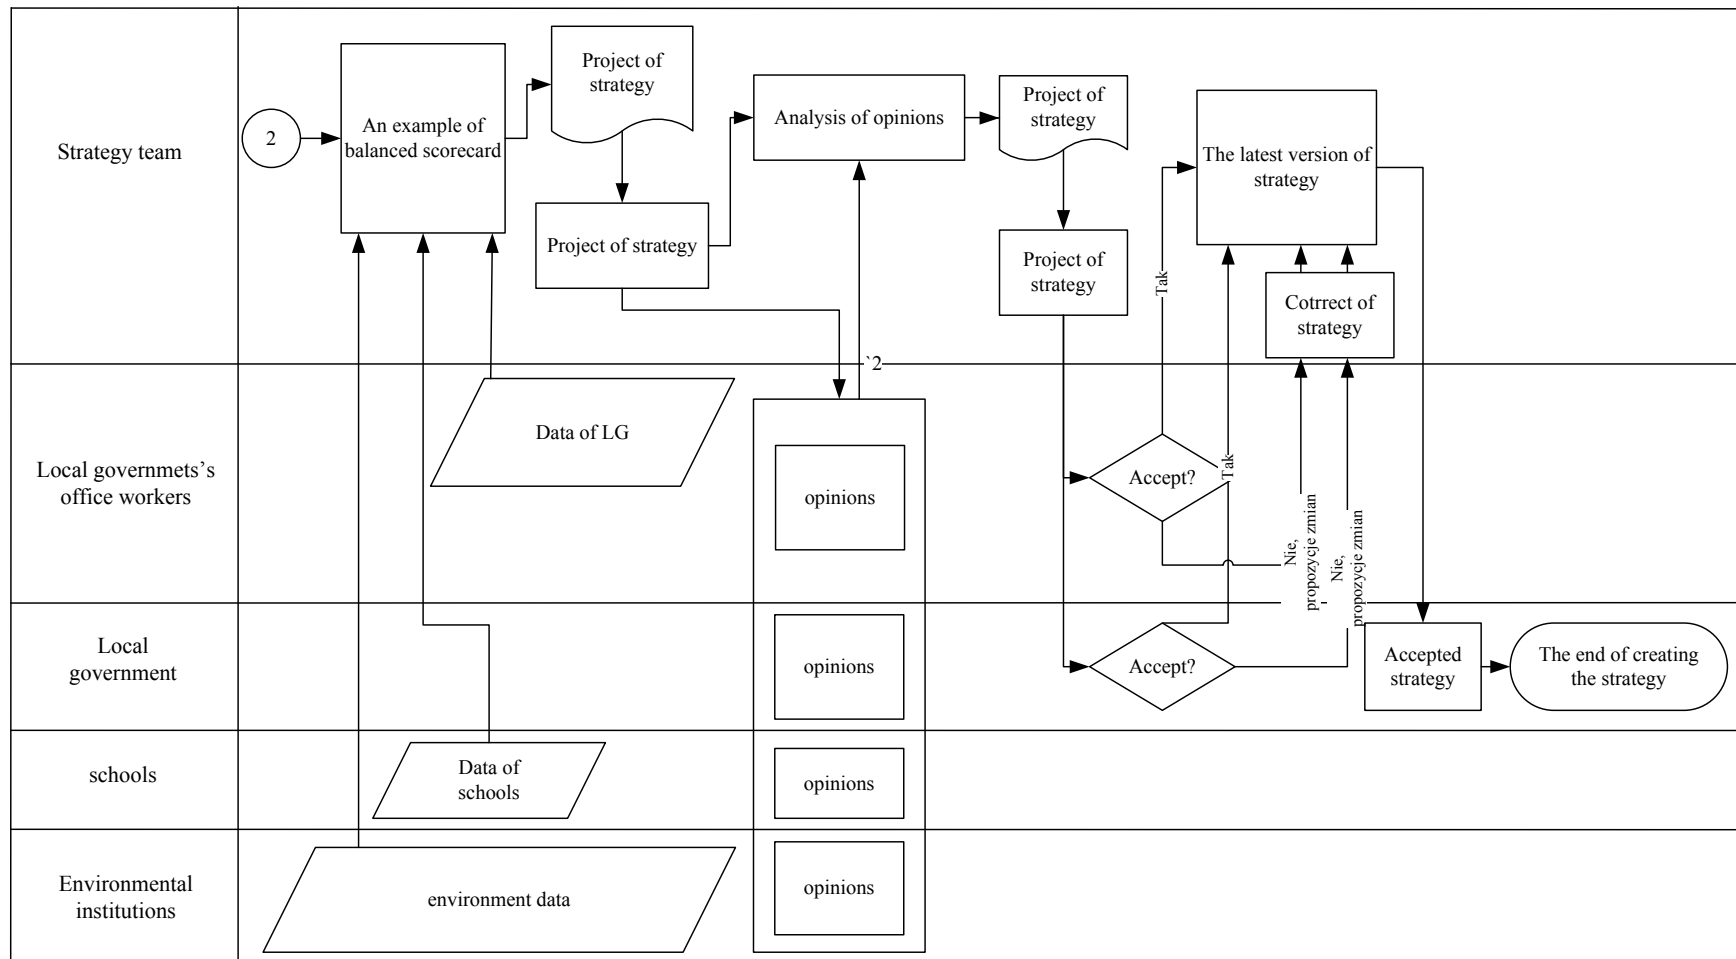 Strategy team
2
An example of
balanced scorecard
Project of
strategy
Project of strategy
Analysis of opinions
Project of
strategy
Project of
strategy
The latest version of
strategy
Tak
Cotrrect of
strategy
`2
Local governmets's
office workers
Data of LG
opinions
Accept?
Tak
Nie,
propozycje zmian
Nie,
propozycje zmian
Local
government
opinions
Accept?
Accepted
strategy
The end of creating
the strategy
schools
Data of
schools
opinions
Environmental
institutions
environment data
opinions